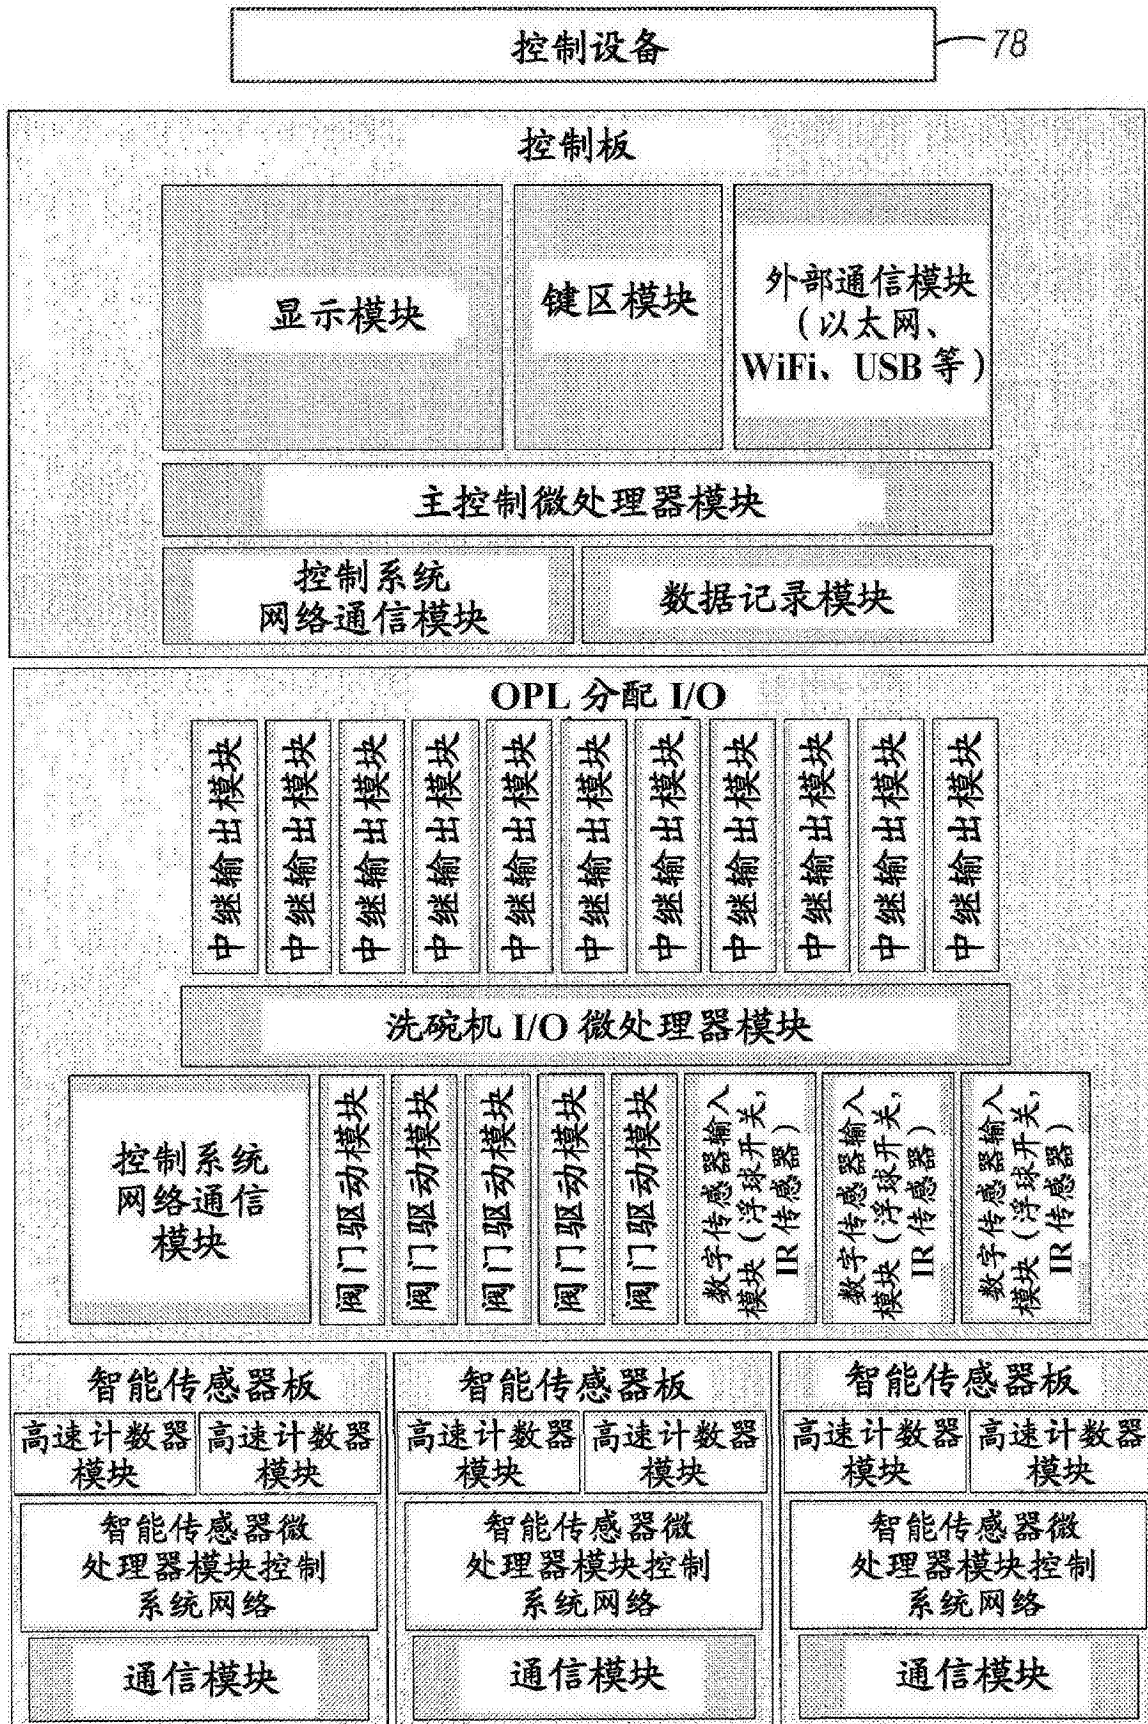 控制设备
78
控制板
显示模块
键区模块
外部通信模块
(以太网、
WiFi、USB 等)
主控制微处理器模块
控制系统
网络通信模块
数据记录模块
OPL 分配 I/O
中继输出模块
中继输出模块
中继输出模块
中继输出模块
中继输出模块
中继输出模块
中继输出模块
中继输出模块
中继输出模块
中继输出模块
中继输出模块
洗碗机 I/O 微处理器模块
控制系统
网络通信
模块
阀门驱动模块
阀门驱动模块
阀门驱动模块
阀门驱动模块
阀门驱动模块
数字传感器输入
模块(浮球开关,
IR 传感器)
数字传感器输入
模块(浮球开关,
IR 传感器)
数字传感器输入
模块(浮球开关,
IR 传感器)
智能传感器板
高速计数器
模块
高速计数器
模块
智能传感器微
处理器模块控制
系统网络
通信模块
智能传感器板
高速计数器
模块
高速计数器
模块
智能传感器微
处理器模块控制
系统网络
通信模块
智能传感器板
高速计数器
模块
高速计数器
模块
智能传感器微
处理器模块控制
系统网络
通信模块